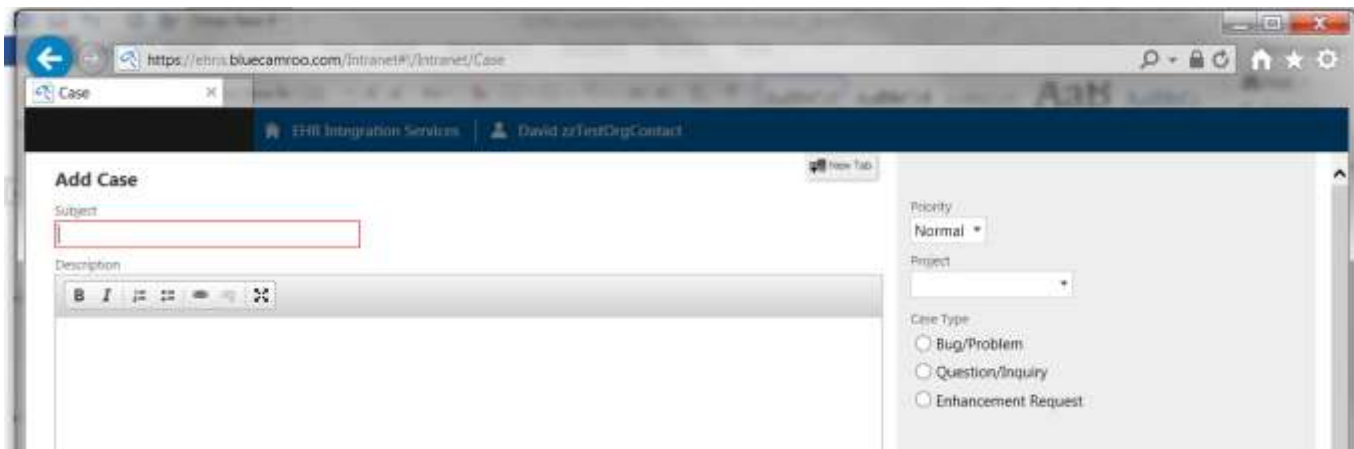 https://ehris.bluecamroo.com/Intranet#!/Intranet/Case
Case
EHR Integration Services
David zzTestOrgContact
New Tab
Add Case
Subject
Description
B I
Priority
Normal
Project
Case Type
Bug/Problem
Question/Inquiry
Enhancement Request